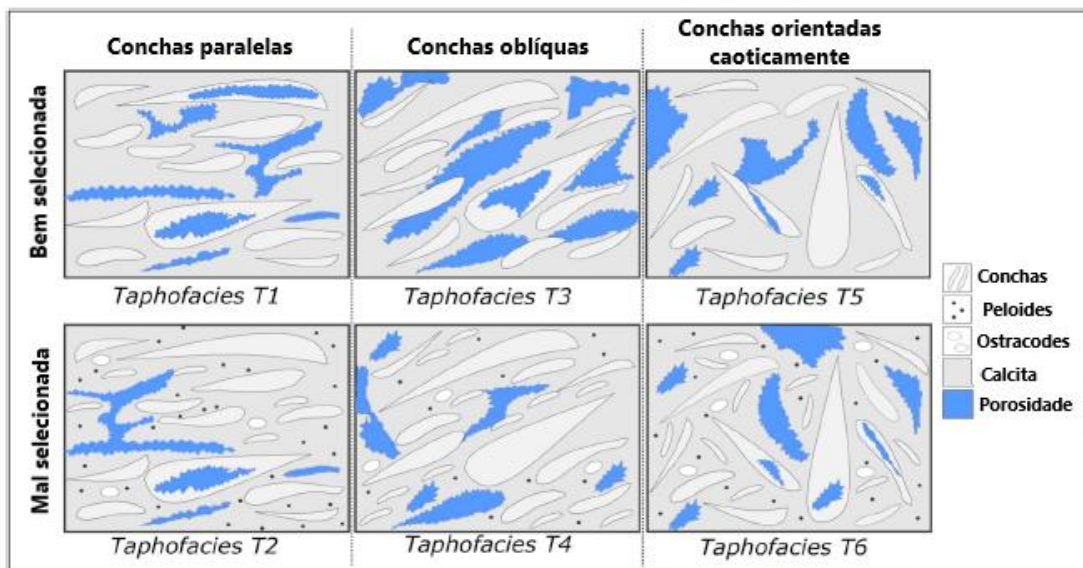 Conchas paralelas
Conchas oblíquas
Conchas orientadas
caoticamente
Bem selecionada
Taphofacies T1
Taphofacies T3
Taphofacies T5
Mal selecionada
Taphofacies T2
Taphofacies T4
Taphofacies T6
Conchas
Peloides
Ostracodes
Calcita
Porosidade